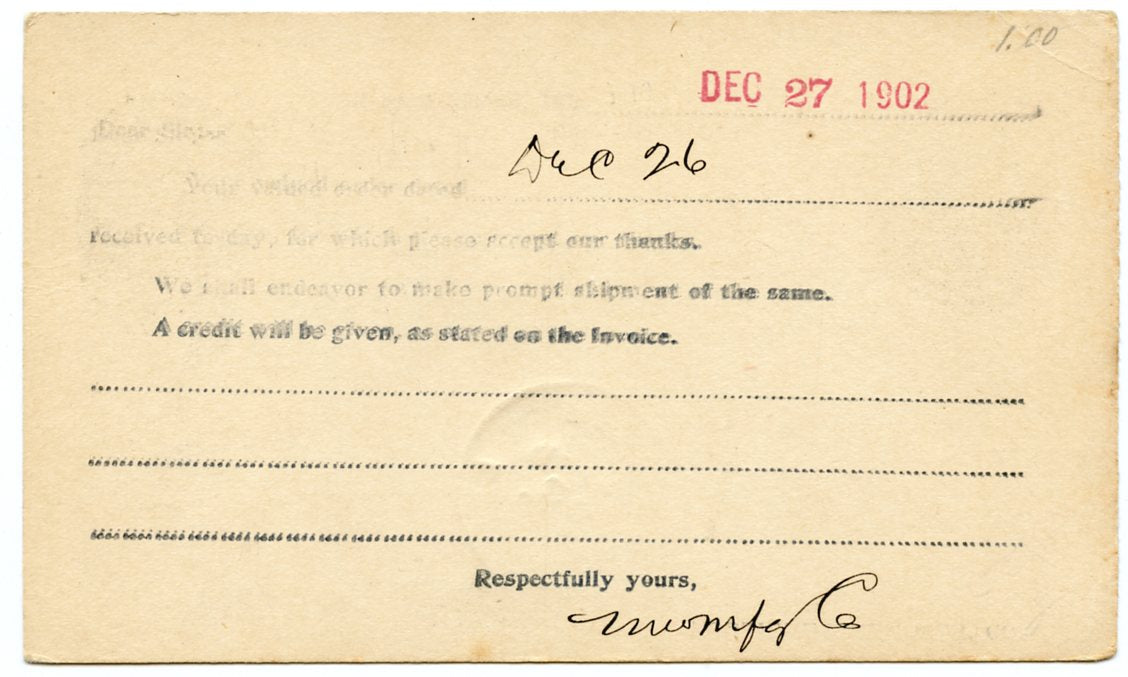 1.00
DEC 27 1902
Dear Sirs:
Dec 26
Your valued order dated
received to-day, for which please accept our thanks.
We shall endeavor to make prompt shipment of the same.
A credit will be given, as stated on the invoice.
Respectfully yours,
Mfg Co